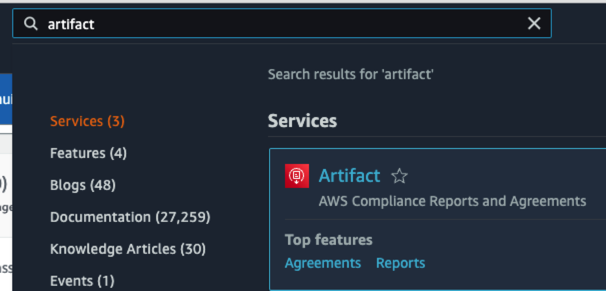 artifact
Search results for 'artifact'
Services (3)
Services
Features (4)
Blogs (48)
Artifact
AWS Compliance Reports and Agreements
Documentation (27,259)
Top features
Knowledge Articles (30)
Agreements Reports
Events (1)